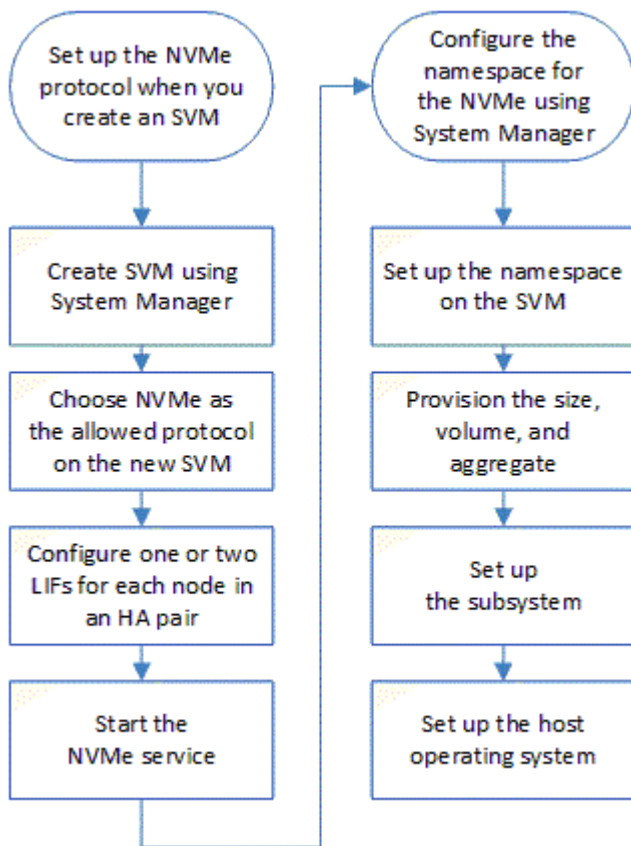 Set up the NVMe
protocol when you
create an SVM
Create SVM using
System Manager
Choose NVMe as
the allowed protocol
on the new SVM
Configure one or two
LIFs for each node in
an HA pair
Start the
NVMe service
Configure the
namespace for
the NVMe using
System Manager
Set up the namespace
on the SVM
Provision the size,
volume, and
aggregate
Set up
the subsystem
Set up the host
operating system